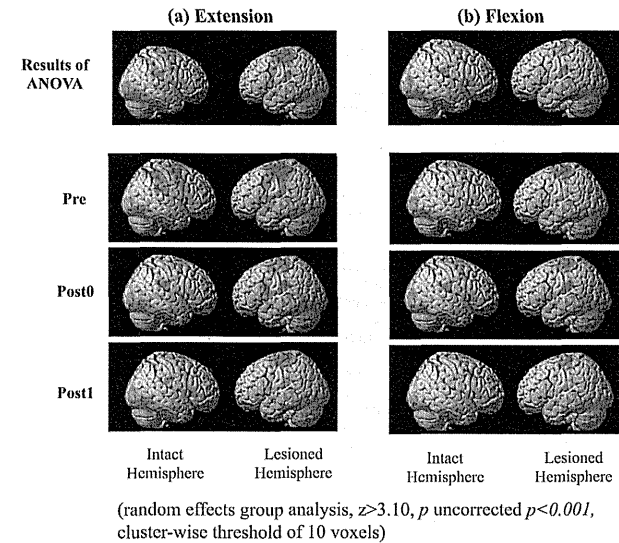 (a) Extension
(b) Flexion
Results of
ANOVA
Pre
Post0
Post1
Intact
Hemisphere
Lesioned
Hemisphere
Intact
Hemisphere
Lesioned
Hemisphere
(random effects group analysis, z>3.10, p uncorrected p<0.001,
cluster-wise threshold of 10 voxels)